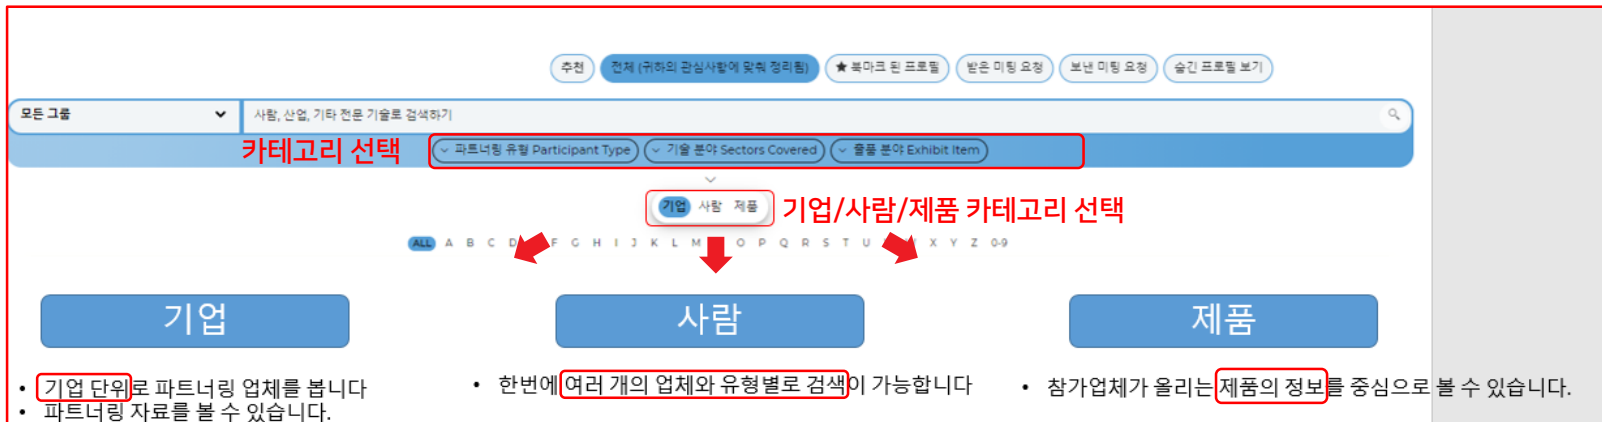 추천 전체 (귀하의 관심사항에 맞춰 정리됨) ★ 북마크 된 프로필 받은 미팅 요청 보낸 미팅 요청 숨긴 프로필 보기
모든 그룹 사람, 산업, 기타 전문 기술로 검색하기
카테고리 선택 파트너링 유형 Participant Type 기술 분야 Sectors Covered 출품 분야 Exhibit Item
기업 사람 제품 기업/사람/제품 카테고리 선택
ALL A B C D F G H I J K L M O P Q R S T U X Y Z 0-9
기업 사람 제품
• 기업 단위로 파트너링 업체를 봅니다
• 파트너링 자료를 볼 수 있습니다.
• 한번에 여러 개의 업체와 유형별로 검색이 가능합니다
• 참가업체가 올리는 제품의 정보를 중심으로 볼 수 있습니다.